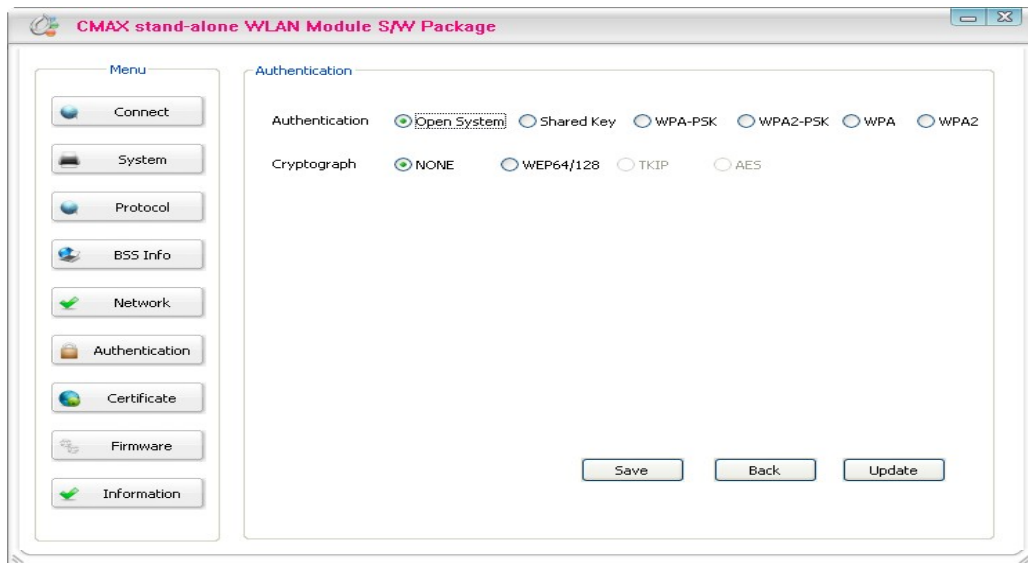 CMAX stand-alone WLAN Module S/W Package
Menu
Connect
System
Protocol
BSS Info
Network
Authentication
Certificate
Firmware
Information
Authentication
Authentication Open System Shared Key WPA-PSK WPA2-PSK WPA WPA2
Cryptograph NONE WEP64/128 TKIP AES
Save Back Update